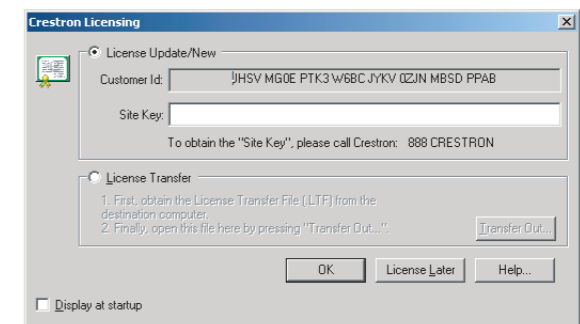 Crestron Licensing
License Update/New
Customer Id: JHSV MG0E PTK3 W6BC JYKV 0ZJN MBSD PPAB
Site Key:
To obtain the "Site Key", please call Crestron: 888 CRESTRON
License Transfer
1. First, obtain the License Transfer File (.LTF) from the
destination computer.
2. Finally, open this file here by pressing "Transfer Out...".
Transfer Out...
OK License Later Help...
Display at startup